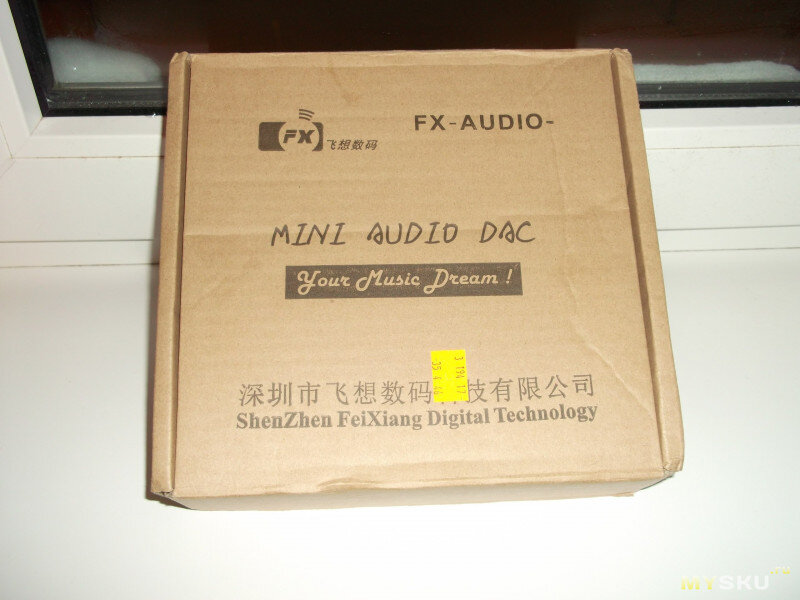 FX 飞想数码
FX-AUDIO-
MINI AUDIO DAC
Your Music Dream !
深圳市飞想数码 技有限公司
ShenZhen FeiXiang Digital Technology
MYSKU.RU